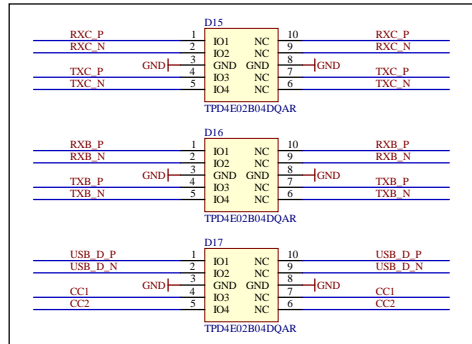 D15
RXC_P 1 IO1 NC 10 RXC_P
RXC_N 2 IO2 NC 9 RXC_N
GND 3 GND GND 8 GND
TXC_P 4 IO3 NC 7 TXC_P
TXC_N 5 IO4 NC 6 TXC_N
TPD4E02B04DQAR
D16
RXB_P 1 IO1 NC 10 RXB_P
RXB_N 2 IO2 NC 9 RXB_N
GND 3 GND GND 8 GND
TXB_P 4 IO3 NC 7 TXB_P
TXB_N 5 IO4 NC 6 TXB_N
TPD4E02B04DQAR
D17
USB_D_P 1 IO1 NC 10 USB_D_P
USB_D_N 2 IO2 NC 9 USB_D_N
GND 3 GND GND 8 GND
CC1 4 IO3 NC 7 CC1
CC2 5 IO4 NC 6 CC2
TPD4E02B04DQAR